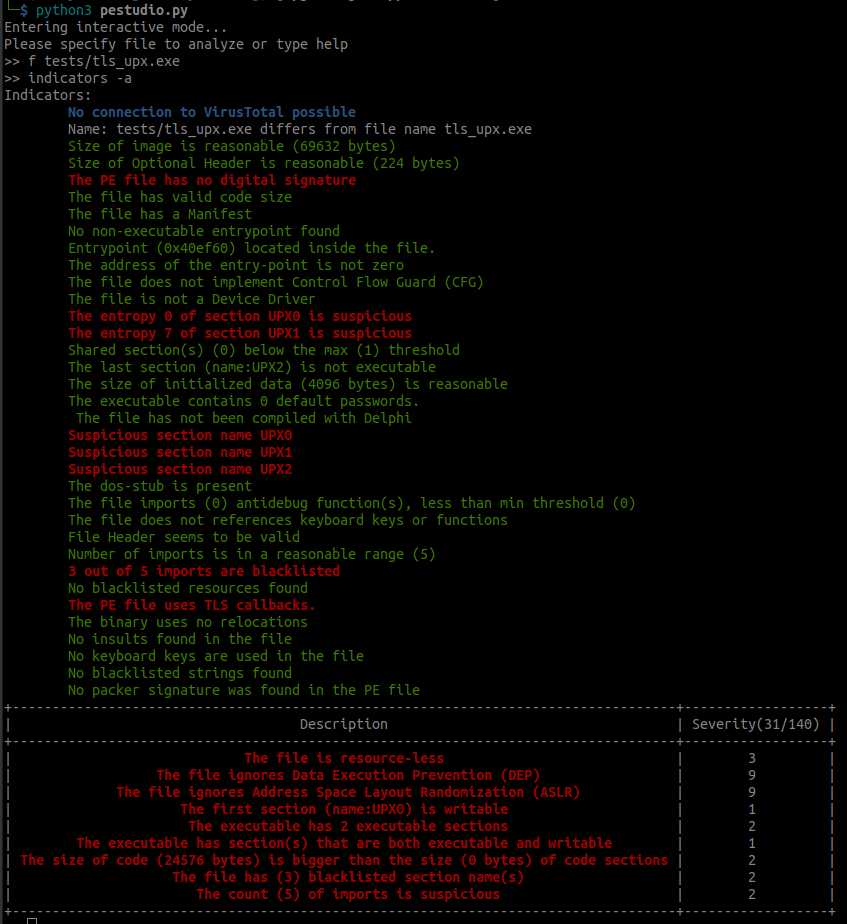 $ python3 pestudio.py
Entering interactive mode...
Please specify file to analyze or type help
>> f tests/tls_upx.exe
>> indicators -a
Indicators:
No connection to VirusTotal possible
Name: tests/tls_upx.exe differs from file name tls_upx.exe
Size of image is reasonable (69632 bytes)
Size of Optional Header is reasonable (224 bytes)
The PE file has no digital signature
The file has valid code size
The file has a Manifest
No non-executable entrypoint found
Entrypoint (0x40ef60) located inside the file.
The address of the entry-point is not zero
The file does not implement Control Flow Guard (CFG)
The file is not a Device Driver
The entropy 0 of section UPX0 is suspicious
The entropy 7 of section UPX1 is suspicious
Shared section(s) (0) below the max (1) threshold
The last section (name:UPX2) is not executable
The size of initialized data (4096 bytes) is reasonable
The executable contains 0 default passwords.
The file has not been compiled with Delphi
Suspicious section name UPX0
Suspicious section name UPX1
Suspicious section name UPX2
The dos-stub is present
The file imports (0) antidebug function(s), less than min threshold (0)
The file does not references keyboard keys or functions
File Header seems to be valid
Number of imports is in a reasonable range (5)
3 out of 5 imports are blacklisted
No blacklisted resources found
The PE file uses TLS callbacks.
The binary uses no relocations
No insults found in the file
No keyboard keys are used in the file
No blacklisted strings found
No packer signature was found in the PE file
Description | Severity(31/140)
The file is resource-less | 3
The file ignores Data Execution Prevention (DEP) | 9
The file ignores Address Space Layout Randomization (ASLR) | 9
The first section (name:UPX0) is writable | 1
The executable has 2 executable sections | 2
The executable has section(s) that are both executable and writable | 1
The size of code (24576 bytes) is bigger than the size (0 bytes) of code sections | 2
The file has (3) blacklisted section name(s) | 2
The count (5) of imports is suspicious | 2